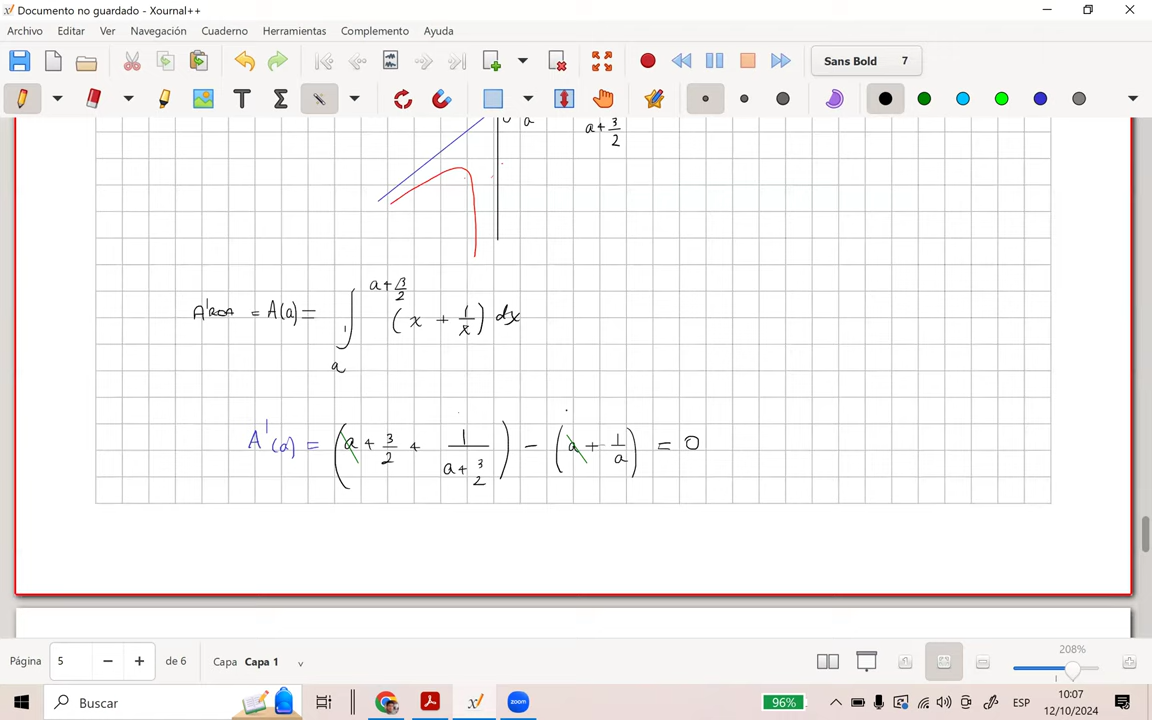 Documento no guardado - Xournal++
Archivo Editar Ver Navegación Cuaderno Herramientas Complemento Ayuda
Sans Bold 7
0 a a + 3/2
A'REA = A(a) = ∫ₐ^(a + 3/2) (x + 1/x) dx
A'(a) = (a + 3/2 + 1/(a + 3/2)) - (a + 1/a) = 0
Página 5 de 6 Capa Capa 1 208%
Buscar zoom 96% ESP 10:07
12/10/2024